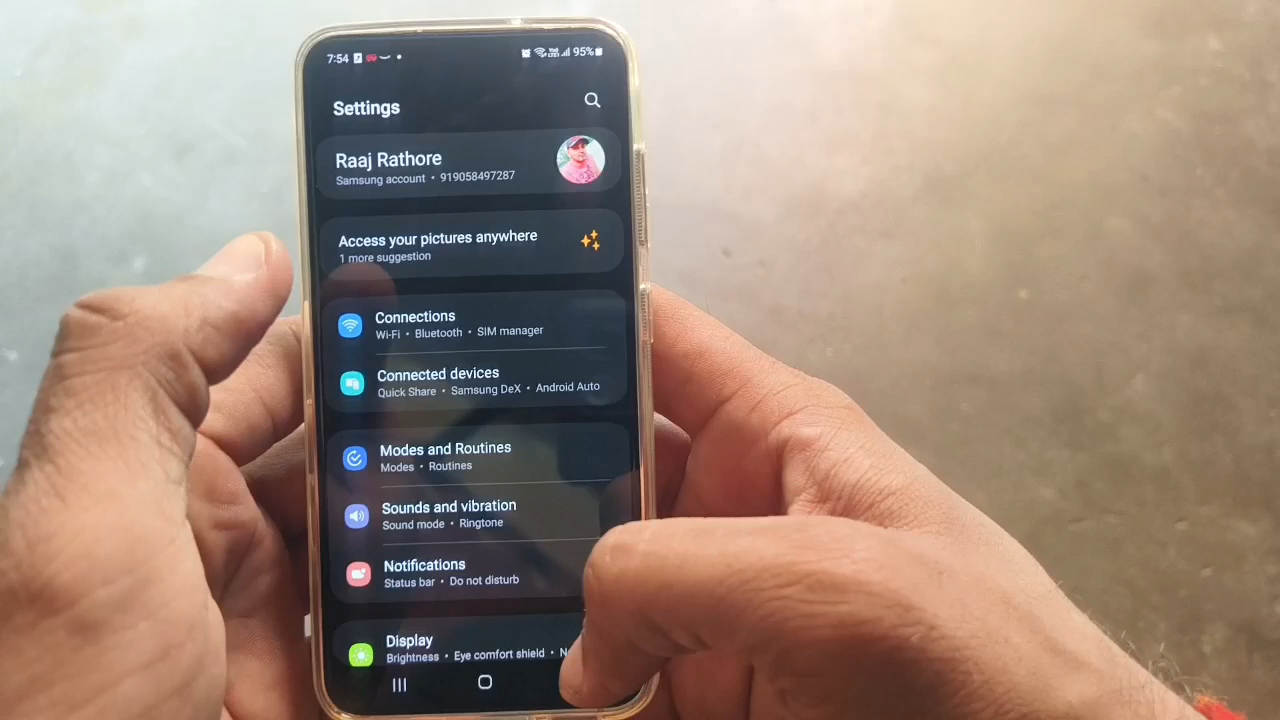 7:54
95%
Settings
Raaj Rathore
Samsung account • 919058497287
Access your pictures anywhere
1 more suggestion
Connections
Wi-Fi • Bluetooth • SIM manager
Connected devices
Quick Share • Samsung DeX • Android Auto
Modes and Routines
Modes • Routines
Sounds and vibration
Sound mode • Ringtone
Notifications
Status bar • Do not disturb
Display
Brightness • Eye comfort shield •